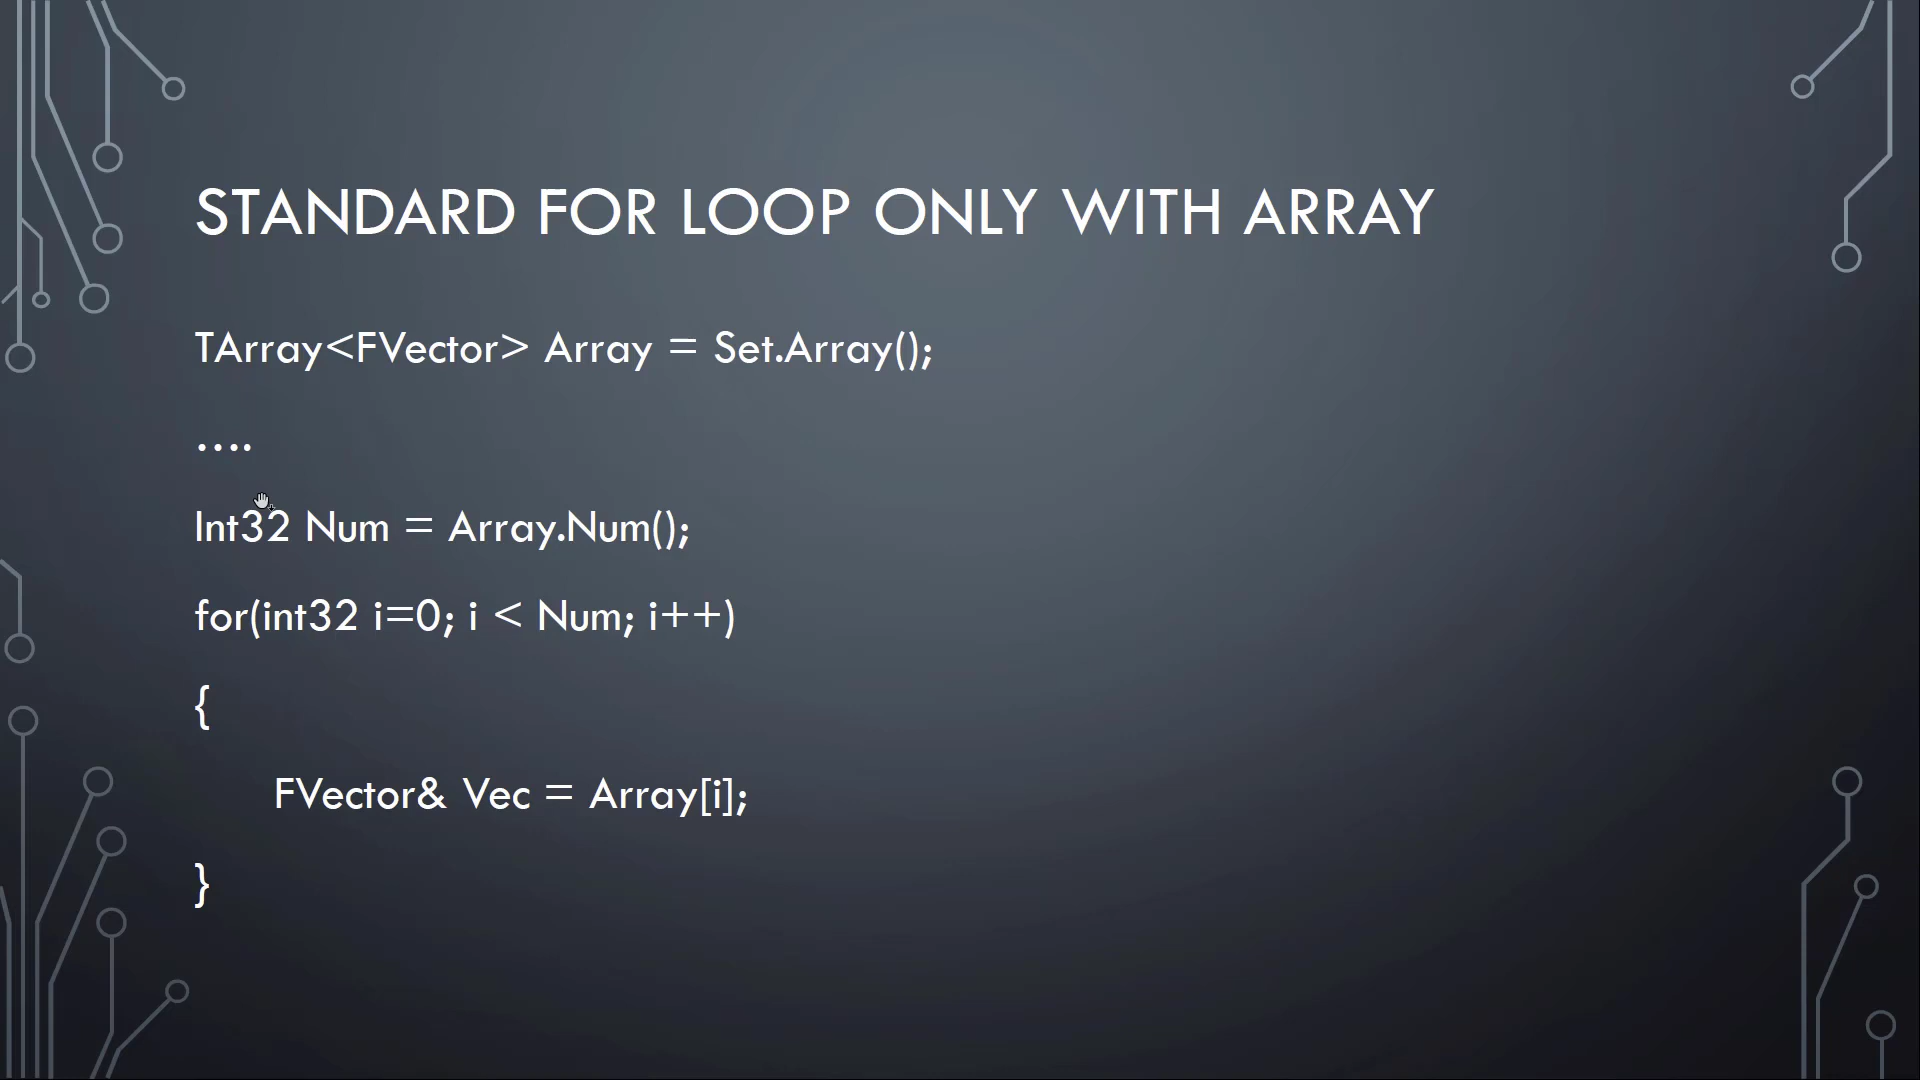 STANDARD FOR LOOP ONLY WITH ARRAY
TArray<FVector> Array = Set.Array();
....
Int32 Num = Array.Num();
for(int32 i=0; i < Num; i++)
{
FVector& Vec = Array[i];
}